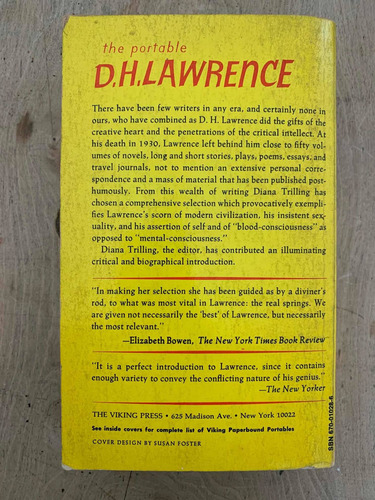 the portable
D.H.LAWRENCE
There have been few writers in any era, and certainly none in
ours, who have combined as D. H. Lawrence did the gifts of the
creative heart and the penetrations of the critical intellect. At
his death in 1930, Lawrence left behind him close to fifty vol-
umes of novels, long and short stories, plays, poems, essays, and
travel journals, not to mention an extensive personal corre-
spondence and a mass of material that has been published post-
humously. From this wealth of writing Diana Trilling has
chosen a comprehensive selection which provocatively exempli-
fies Lawrence's scorn of modern civilization, his insistent sex-
uality, and his assertion of self and of "blood-consciousness" as
opposed to "mental-consciousness."
Diana Trilling, the editor, has contributed an illuminating
critical and biographical introduction.
"In making her selection she has been guided as by a diviner's
rod, to what was most vital in Lawrence: the real springs. We
are given not necessarily the 'best' of Lawrence, but necessarily
the most relevant."
—Elizabeth Bowen, The New York Times Book Review
"It is a perfect introduction to Lawrence, since it contains
enough variety to convey the conflicting nature of his genius."
—The New Yorker
THE VIKING PRESS • 625 Madison Ave. • New York 10022
See inside covers for complete list of Viking Paperbound Portables
COVER DESIGN BY SUSAN FOSTER
SBN 670-01028-6